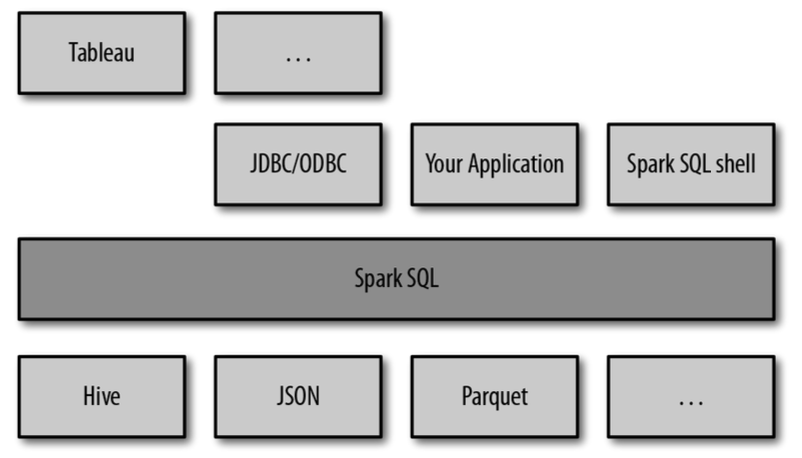 Tableau
...
JDBC/ODBC
Your Application
Spark SQL shell
Spark SQL
Hive
JSON
Parquet
...